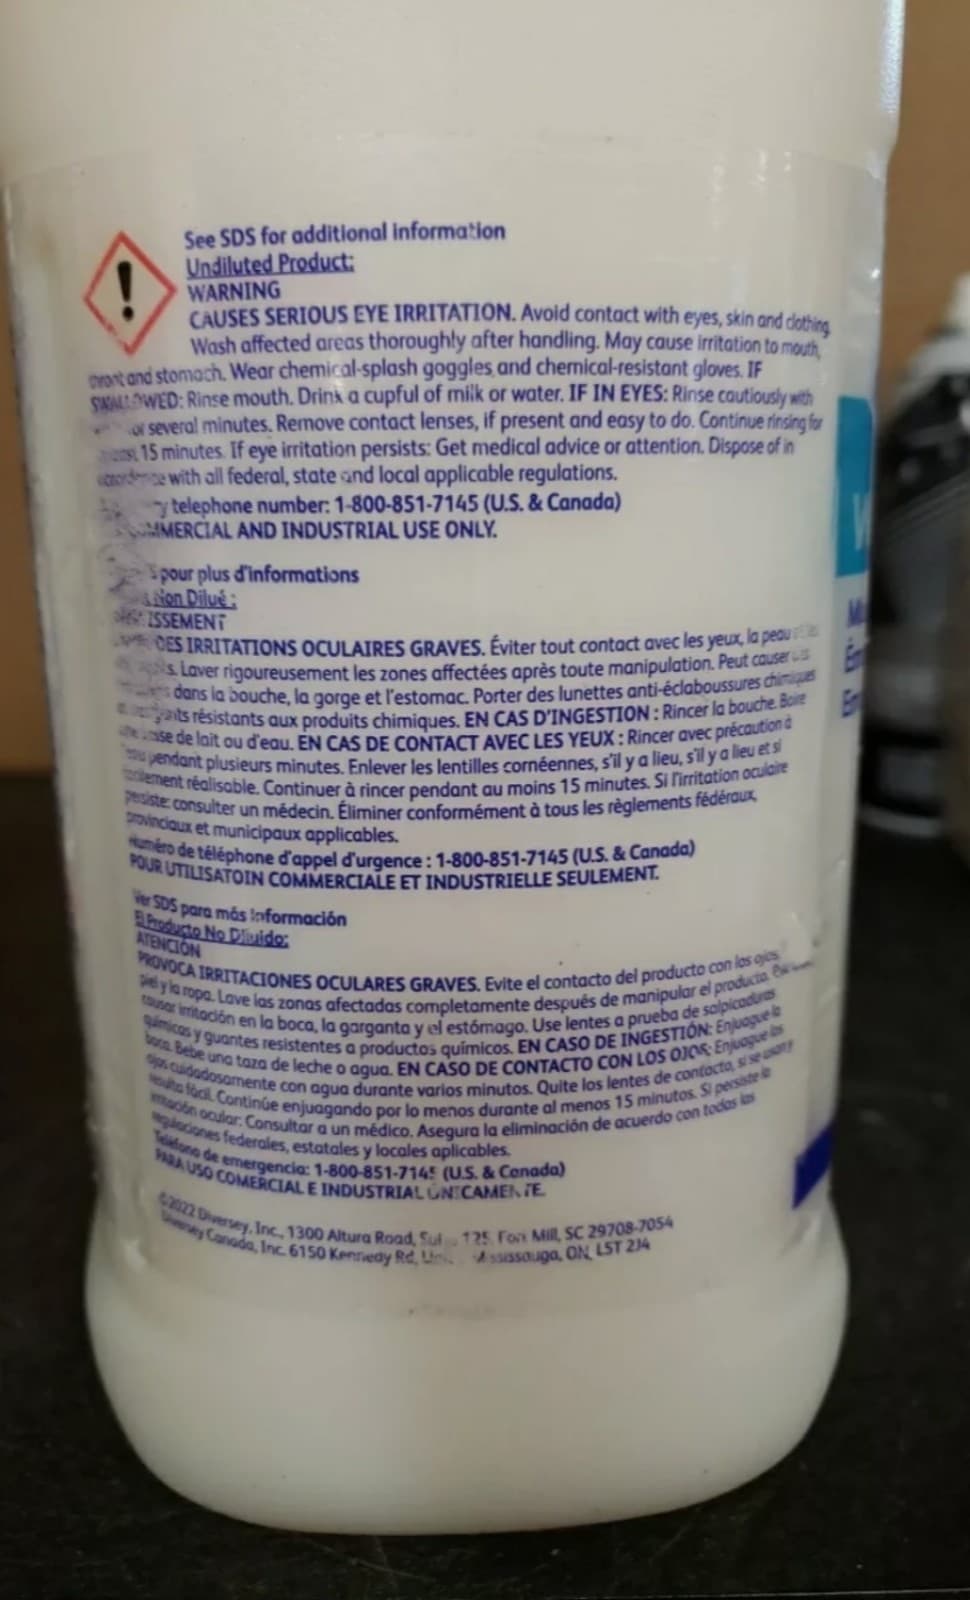 See SDS for additional information
Undiluted Product:
WARNING
CAUSES SERIOUS EYE IRRITATION. Avoid contact with eyes, skin and clothing.
Wash affected areas thoroughly after handling. May cause irritation to mouth,
throat and stomach. Wear chemical-splash goggles, and chemical-resistant gloves. IF
SWALLOWED: Rinse mouth. Drink a cupful of milk or water. IF IN EYES: Rinse cautiously with
several minutes. Remove contact lenses, if present and easy to do. Continue rinsing for
15 minutes. If eye irritation persists: Get medical advice or attention. Dispose of in
accordance with all federal, state and local applicable regulations.
telephone number: 1-800-851-7145 (U.S. & Canada)
COMMERCIAL AND INDUSTRIAL USE ONLY.
pour plus d'informations
Non Dilué :
DES IRRITATIONS OCULAIRES GRAVES. Éviter tout contact avec les yeux, la peau
Laver rigoureusement les zones affectées après toute manipulation. Peut causer
dans la bouche, la gorge et l'estomac. Porter des lunettes anti-éclaboussures chimiques
résistants aux produits chimiques. EN CAS D'INGESTION : Rincer la bouche. Boire
de lait ou d'eau. EN CAS DE CONTACT AVEC LES YEUX : Rincer avec précaution à
pendant plusieurs minutes. Enlever les lentilles cornéennes, s'il y a lieu, s'il y a lieu et si
facilement réalisable. Continuer à rincer pendant au moins 15 minutes. Si l'irritation oculaire
persiste: consulter un médecin. Éliminer conformément à tous les règlements fédéraux,
provinciaux et municipaux applicables.
Numéro de téléphone d'appel d'urgence : 1-800-851-7145 (U.S. & Canada)
POUR UTILISATOIN COMMERCIALE ET INDUSTRIELLE SEULEMENT.
Ver SDS para más información
El Producto No Diluido:
ATENCIÓN
PROVOCA IRRITACIONES OCULARES GRAVES. Evite el contacto del producto con los ojos,
piel y la ropa. Lave las zonas afectadas completamente después de manipular el producto.
causar irritación en la boca, la garganta y el estómago. Use lentes a prueba de salpicaduras
químicas y guantes resistentes a productos químicos. EN CASO DE INGESTIÓN: Enjuague la
boca. Bebe una taza de leche o agua. EN CASO DE CONTACTO CON LOS OJOS: Enjuague los
ojos cuidadosamente con agua durante varios minutos. Quite los lentes de contacto, si se usan y
resulta fácil. Continúe enjuagando por lo menos durante al menos 15 minutos. Si persiste la
irritación ocular: Consultar a un médico. Asegura la eliminación de acuerdo con todas las
regulaciones federales, estatales y locales aplicables.
Teléfono de emergencia: 1-800-851-7145 (U.S. & Canada)
PARA USO COMERCIAL E INDUSTRIAL ÚNICAMENTE.
©2022 Diversey, Inc., 1300 Altura Road, 125, Fort Mill, SC 29708-7054
Diversey Canada, Inc. 6150 Kennedy Rd, Mississauga, ON, L5T 2J4